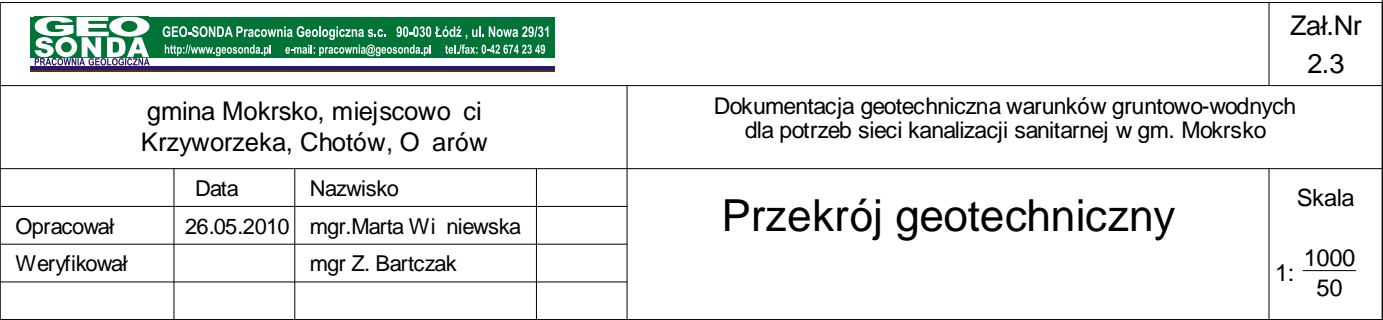 GEO
SONDA
PRACOWNIA GEOLOGICZNA
GEO-SONDA Pracownia Geologiczna s.c. 90-030 Łódź , ul. Nowa 29/31
http://www.geosonda.pl e-mail: pracownia@geosonda.pl tel./fax: 0-42 674 23 49
Zał.Nr
2.3
gmina Mokrsko, miejscowo ci
Krzyworzeka, Chotów, O arów
Dokumentacja geotechniczna warunków gruntowo-wodnych
dla potrzeb sieci kanalizacji sanitarnej w gm. Mokrsko
Data Nazwisko
Opracował 26.05.2010 mgr.Marta Wi niewska
Weryfikował mgr Z. Bartczak
Przekrój geotechniczny
Skala
1: 1000
50